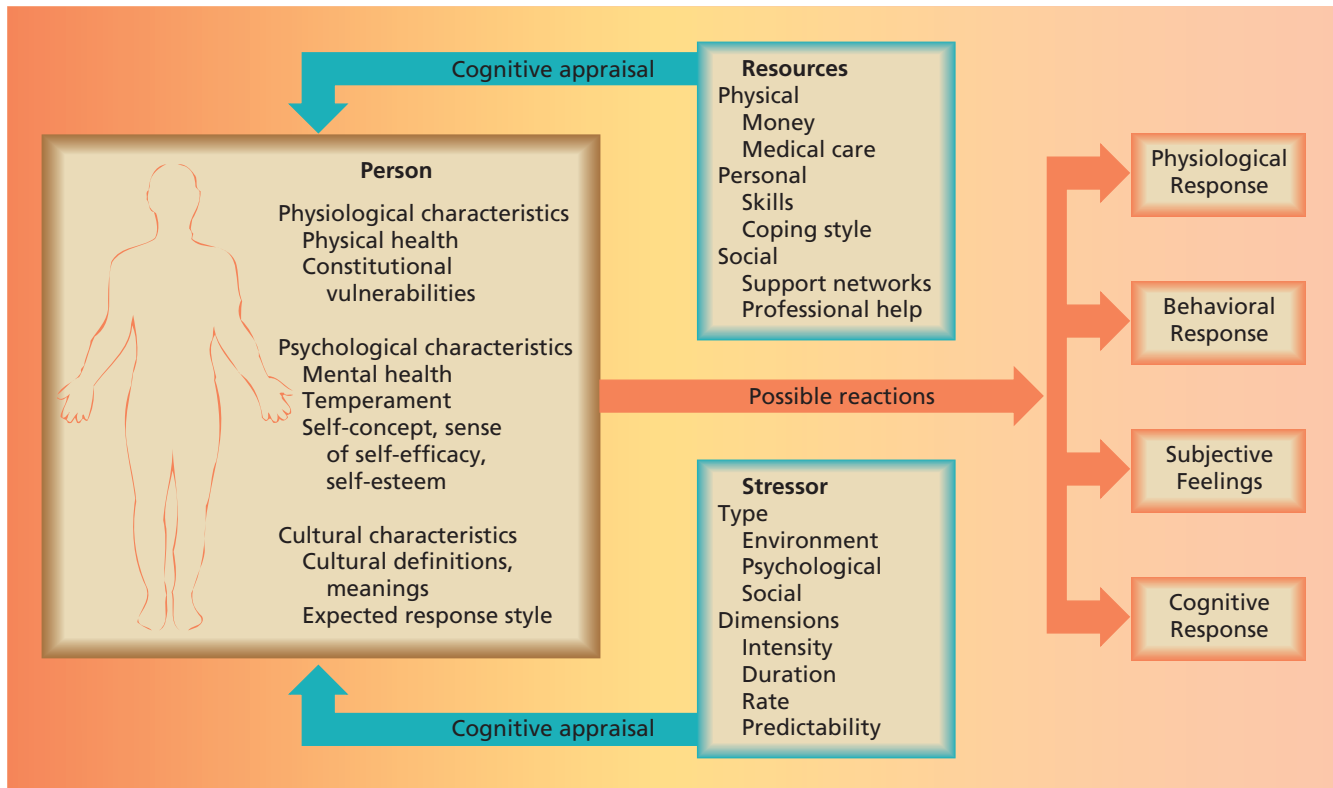 Cognitive appraisal
Resources
Physical
Money
Medical care
Personal
Skills
Coping style
Social
Support networks
Professional help
Person
Physiological characteristics
Physical health
Constitutional
vulnerabilities
Psychological characteristics
Mental health
Temperament
Self-concept, sense
of self-efficacy,
self-esteem
Cultural characteristics
Cultural definitions,
meanings
Expected response style
Possible reactions
Stressor
Type
Environment
Psychological
Social
Dimensions
Intensity
Duration
Rate
Predictability
Cognitive appraisal
Physiological
Response
Behavioral
Response
Subjective
Feelings
Cognitive
Response